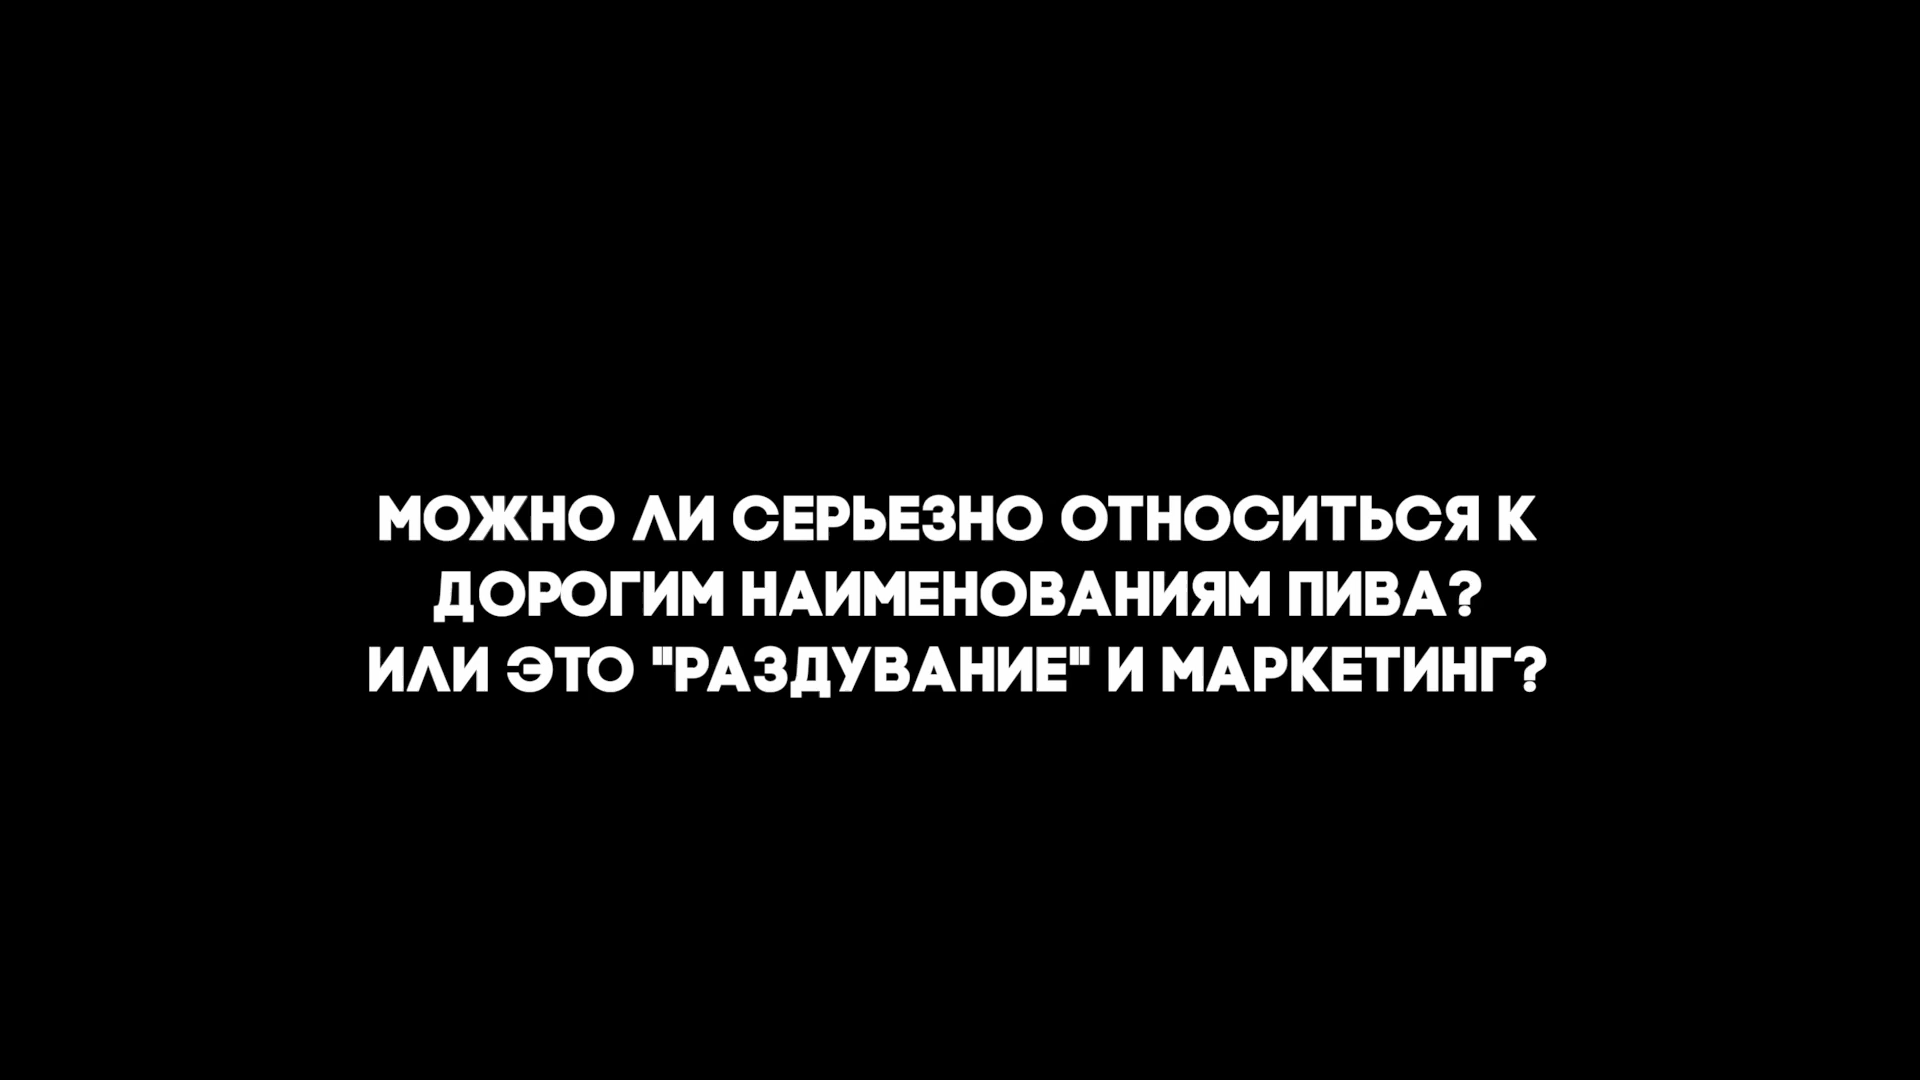 МОЖНО ЛИ СЕРЬЕЗНО ОТНОСИТЬСЯ К
ДОРОГИМ НАИМЕНОВАНИЯМ ПИВА?
ИЛИ ЭТО "РАЗДУВАНИЕ" И МАРКЕТИНГ?